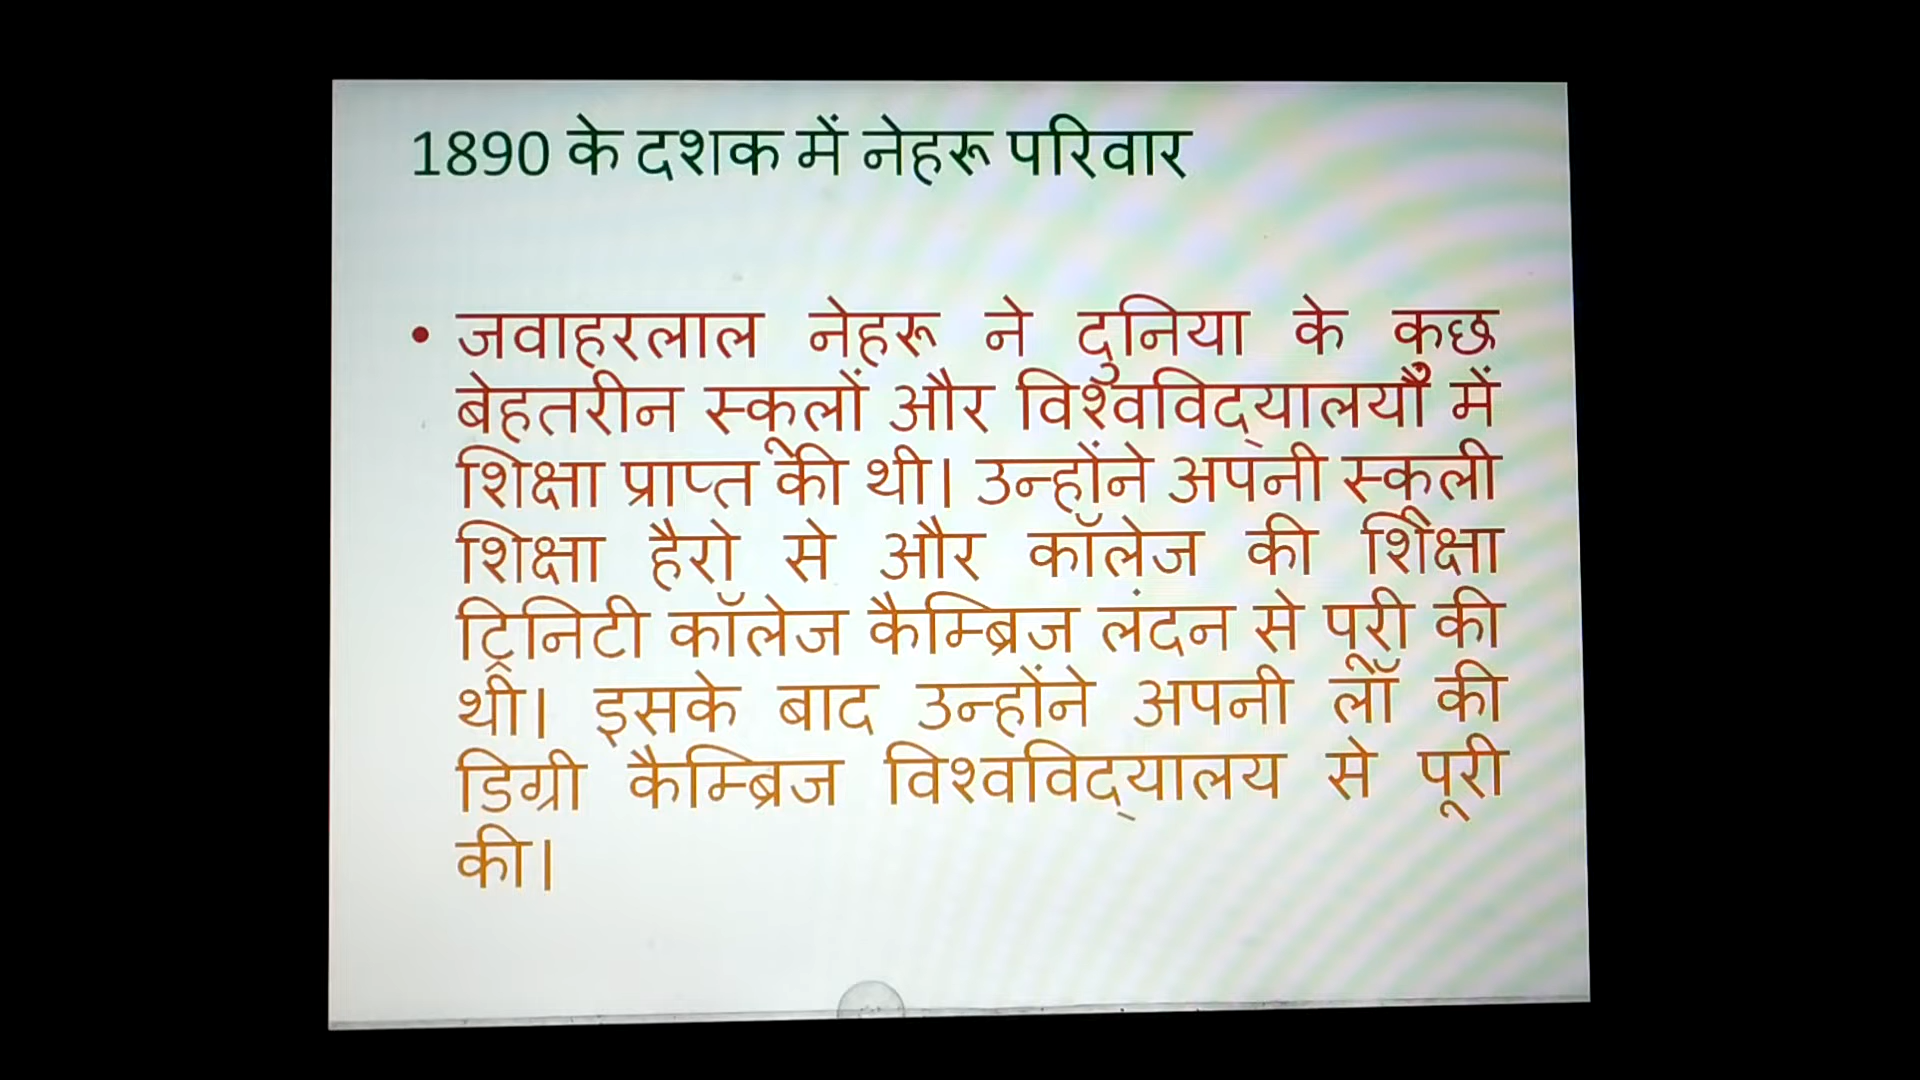 1890 के दशक में नेहरू परिवार
• जवाहरलाल नेहरू ने दुनिया के कुछ
बेहतरीन स्कूलों और विश्वविद्यालयों में
शिक्षा प्राप्त की थी। उन्होंने अपनी स्कूली
शिक्षा हैरो से और कॉलेज की शिक्षा
ट्रिनिटी कॉलेज कैम्ब्रिज लंदन से पूरी की
थी। इसके बाद उन्होंने अपनी लॉ की
डिग्री कैम्ब्रिज विश्वविद्यालय से पूरी
की।